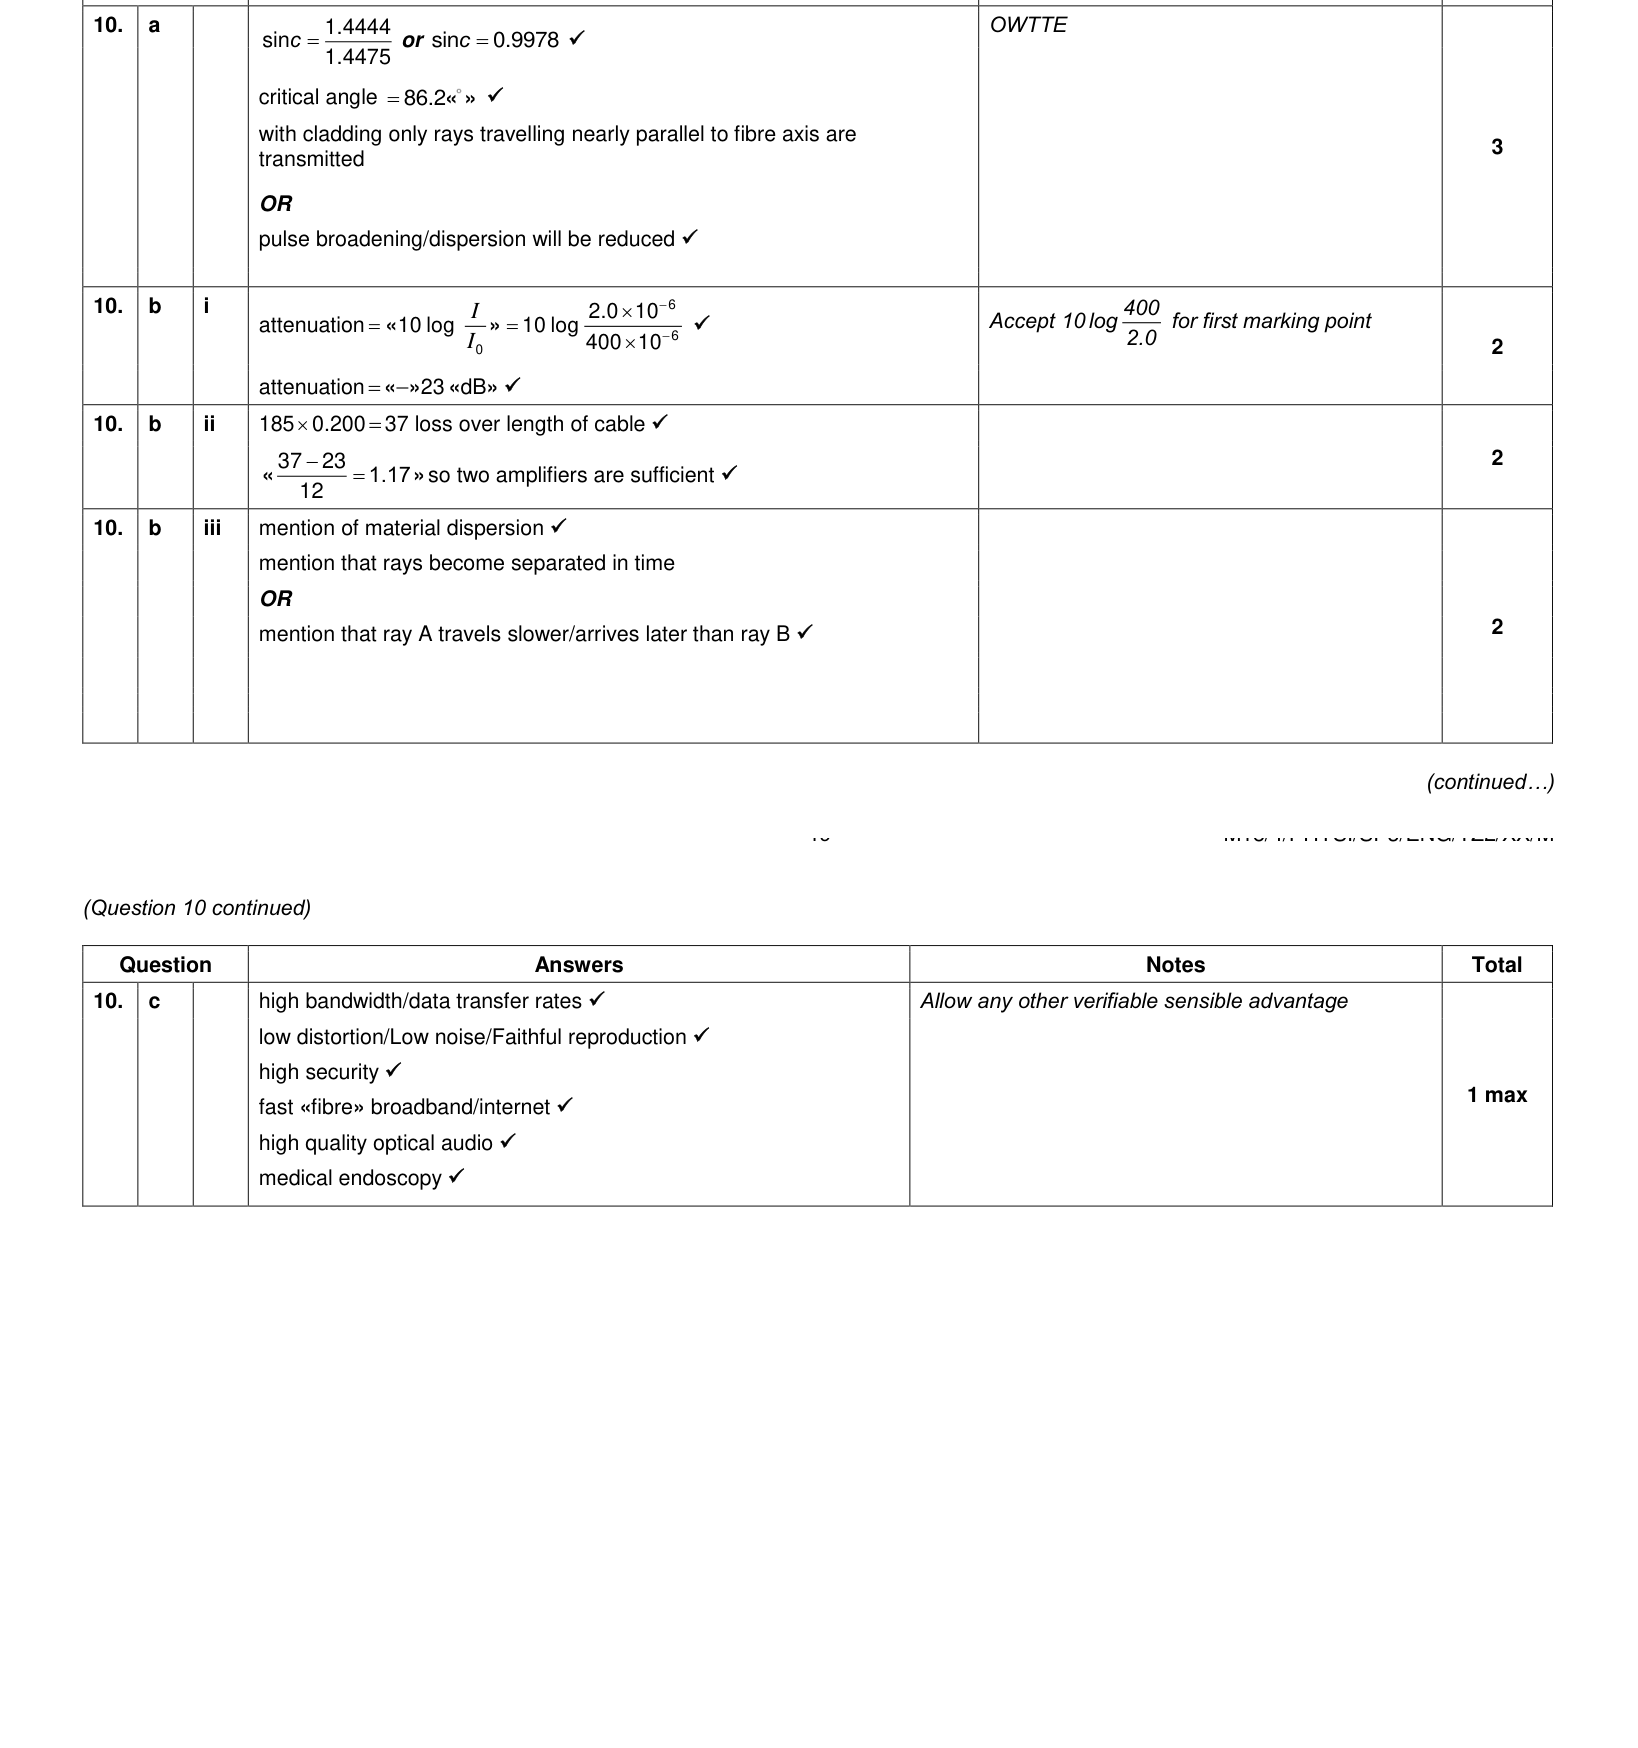 10. a sinc = 1.4444/1.4475 or sinc = 0.9978 ✓ OWTTE
critical angle = 86.2«°» ✓
with cladding only rays travelling nearly parallel to fibre axis are
transmitted
3
OR
pulse broadening/dispersion will be reduced ✓
10. b i attenuation = «10 log I/I₀» = 10 log 2.0×10⁻⁶/400×10⁻⁶ ✓ Accept 10 log 400/2.0 for first marking point
2
attenuation = «–»23 «dB» ✓
10. b ii 185×0.200 = 37 loss over length of cable ✓
2
«37 – 23/12 = 1.17» so two amplifiers are sufficient ✓
10. b iii mention of material dispersion ✓
mention that rays become separated in time
OR
mention that ray A travels slower/arrives later than ray B ✓
2
(continued…)
(Question 10 continued)
Question Answers Notes Total
10. c high bandwidth/data transfer rates ✓ Allow any other verifiable sensible advantage
low distortion/Low noise/Faithful reproduction ✓
high security ✓
1 max
fast «fibre» broadband/internet ✓
high quality optical audio ✓
medical endoscopy ✓